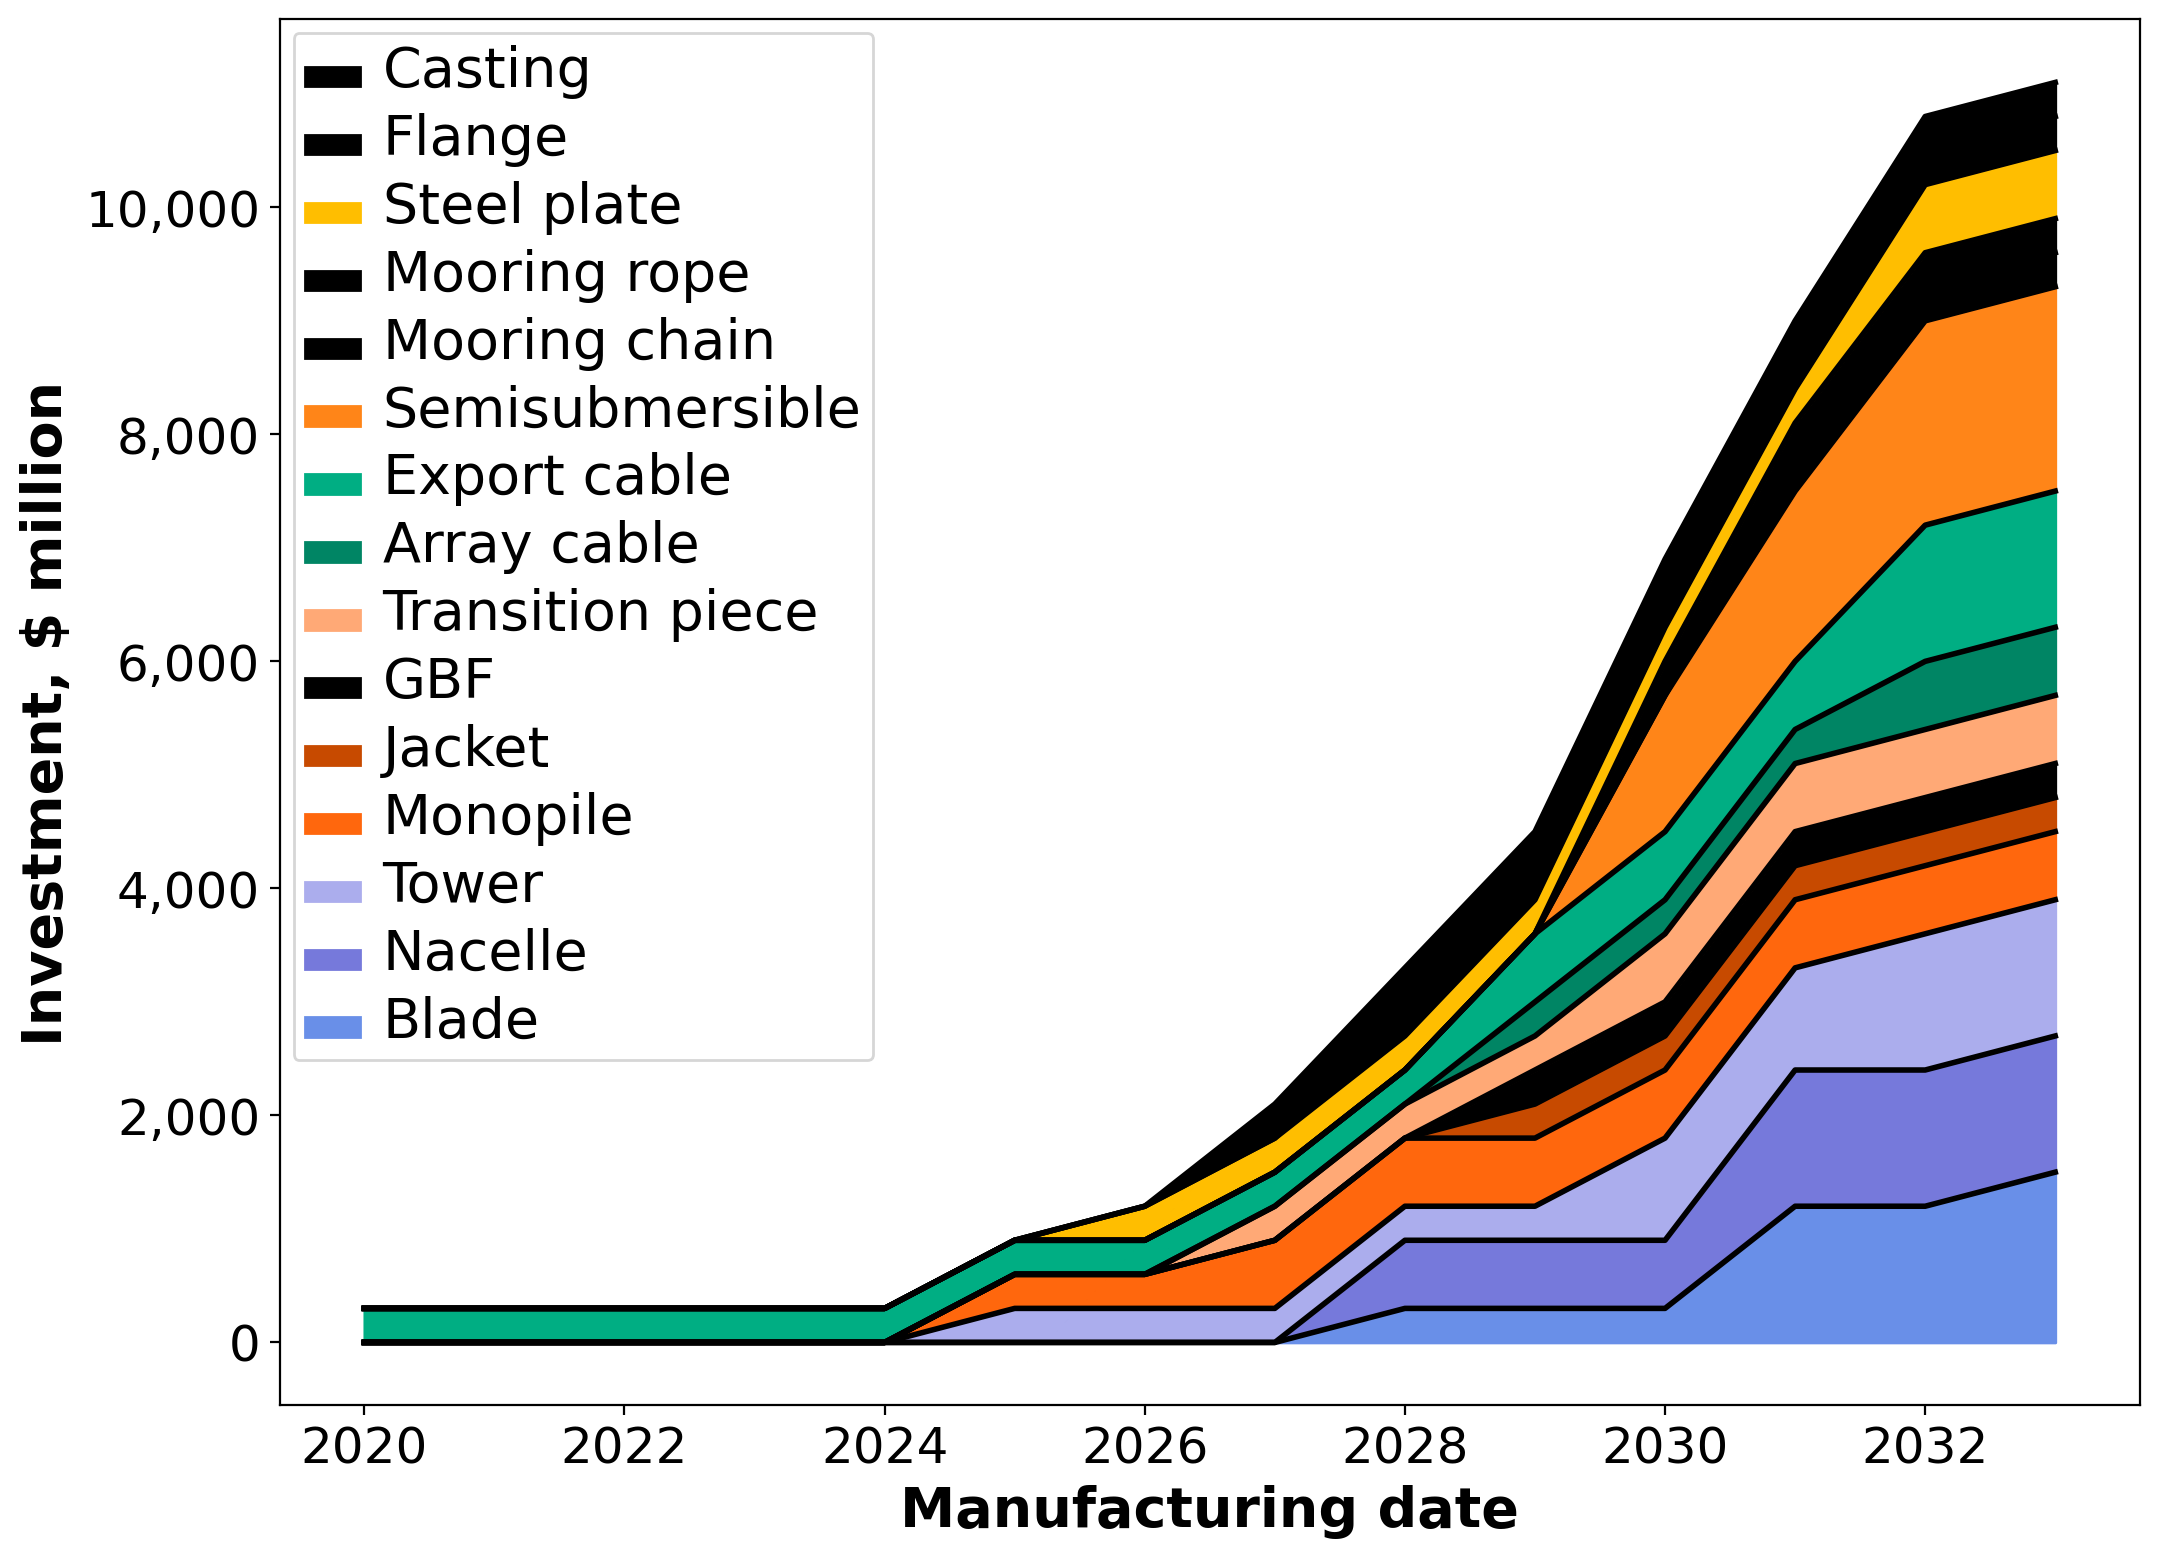 Casting
Flange
Steel plate
Mooring rope
Mooring chain
Semisubmersible
Export cable
Array cable
Transition piece
GBF
Jacket
Monopile
Tower
Nacelle
Blade
Investment, $ million
10,000
8,000
6,000
4,000
2,000
0
2020 2022 2024 2026 2028 2030 2032
Manufacturing date